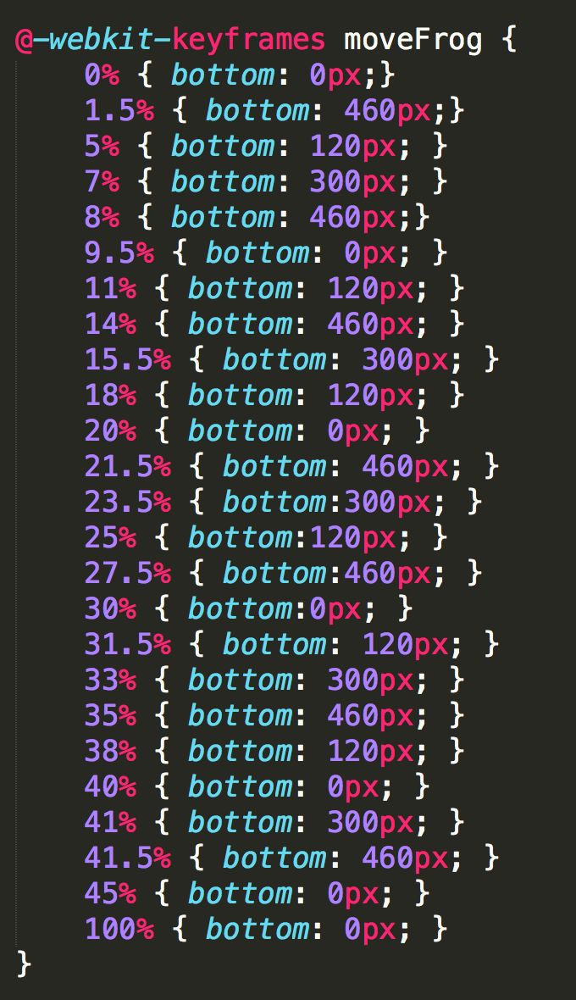 @-webkit-keyframes moveFrog {
    0% { bottom: 0px;}
    1.5% { bottom: 460px;}
    5% { bottom: 120px; }
    7% { bottom: 300px; }
    8% { bottom: 460px;}
    9.5% { bottom: 0px; }
    11% { bottom: 120px; }
    14% { bottom: 460px; }
    15.5% { bottom: 300px; }
    18% { bottom: 120px; }
    20% { bottom: 0px; }
    21.5% { bottom: 460px; }
    23.5% { bottom:300px; }
    25% { bottom:120px; }
    27.5% { bottom:460px; }
    30% { bottom:0px; }
    31.5% { bottom: 120px; }
    33% { bottom: 300px; }
    35% { bottom: 460px; }
    38% { bottom: 120px; }
    40% { bottom: 0px; }
    41% { bottom: 300px; }
    41.5% { bottom: 460px; }
    45% { bottom: 0px; }
    100% { bottom: 0px; }
}